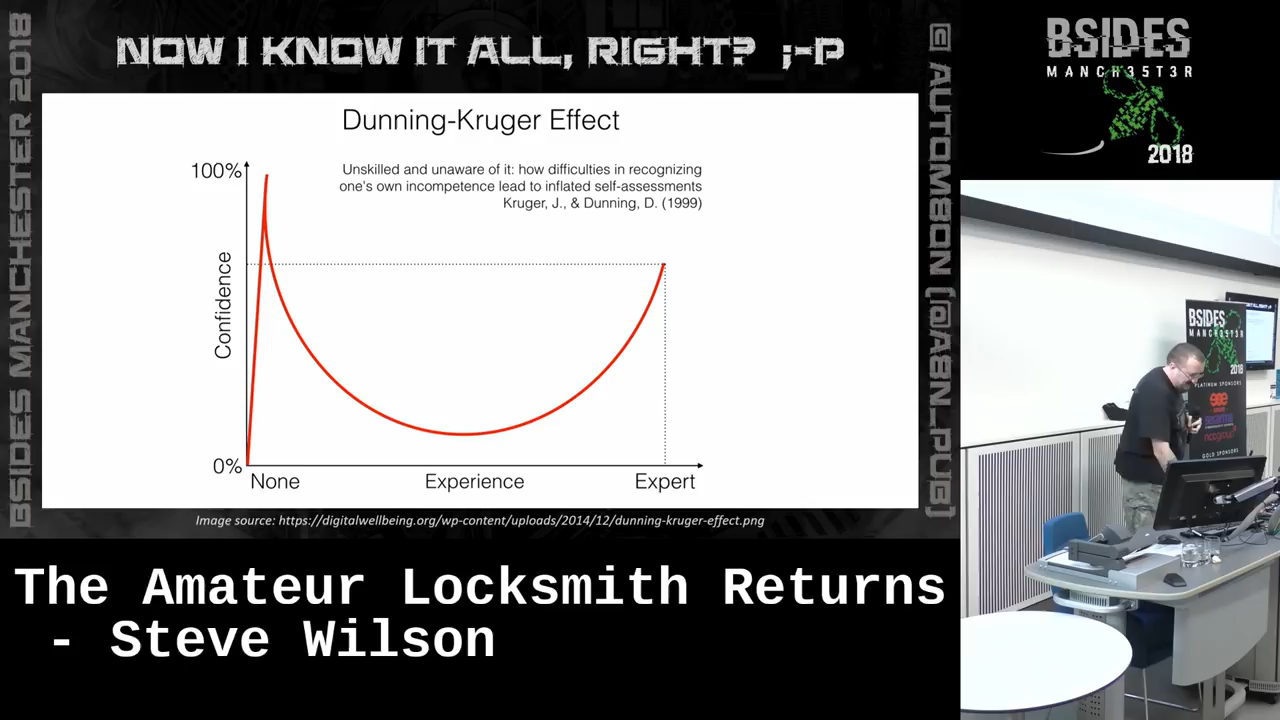 NOW I KNOW IT ALL, RIGHT? ;-P
BSIDES MANCHESTER 2018
@ AUTOMBON (@A8N_PUB)
Dunning-Kruger Effect
Unskilled and unaware of it: how difficulties in recognizing
one's own incompetence lead to inflated self-assessments
Kruger, J., & Dunning, D. (1999)
100%
Confidence
0%
None
Experience
Expert
Image source: https://digitalwellbeing.org/wp-content/uploads/2014/12/dunning-kruger-effect.png
The Amateur Locksmith Returns
- Steve Wilson
BSIDES
MANCH35T3R
2018
BSIDES
MANCH35T3R
2018
PLATINUM SPONSORS
GOLD SPONSORS